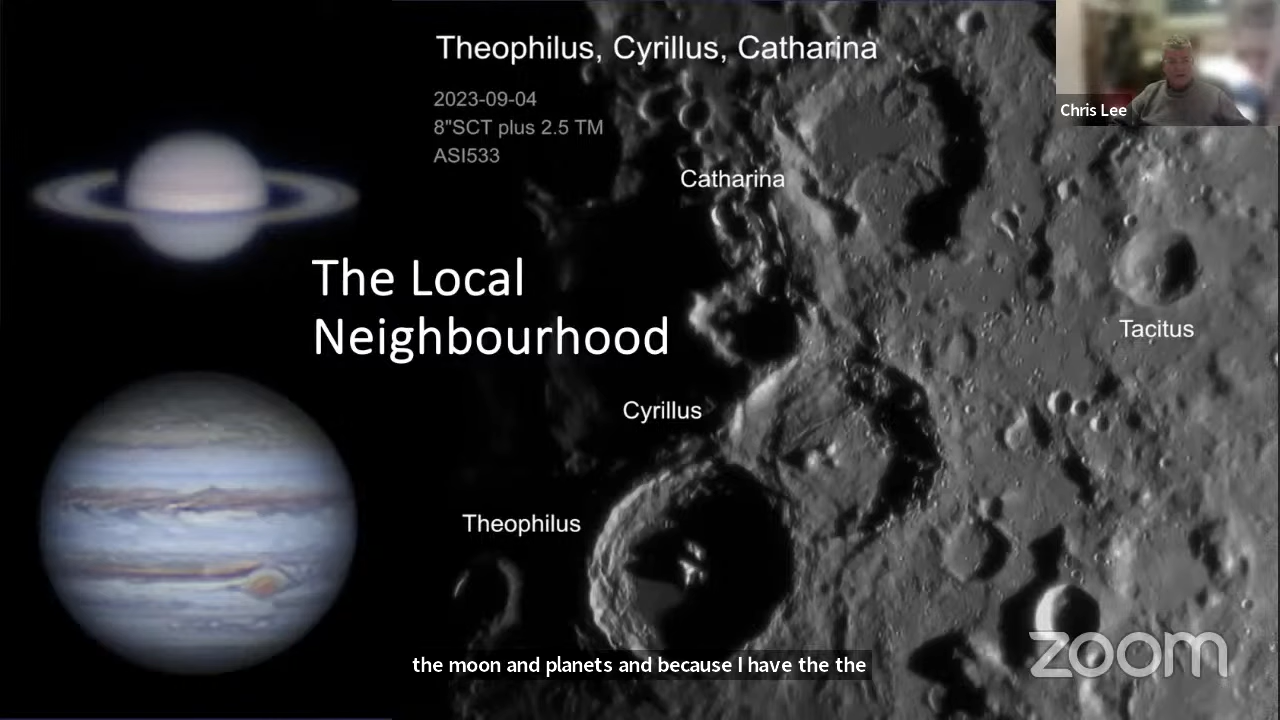 Theophilus, Cyrillus, Catharina
2023-09-04
8"SCT plus 2.5 TM
ASI533
Chris Lee
Catharina
The Local
Neighbourhood
Tacitus
Cyrillus
Theophilus
zoom
the moon and planets and because I have the the